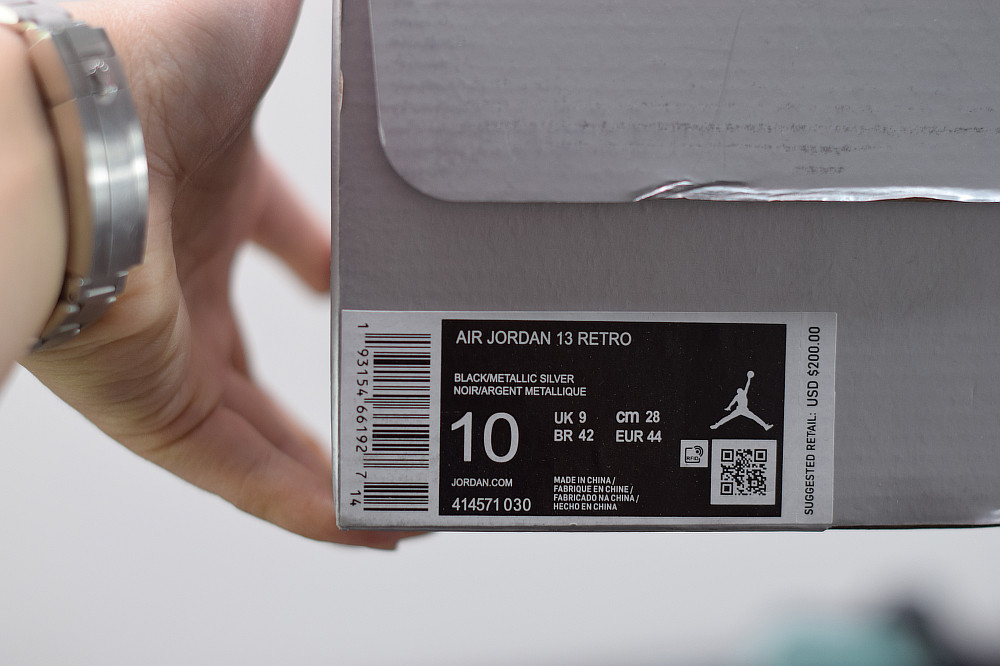 AIR JORDAN 13 RETRO
BLACK/METALLIC SILVER
NOIR/ARGENT METALLIQUE
10
UK 9
cm 28
BR 42
EUR 44
JORDAN.COM
414571 030
MADE IN CHINA /
FABRIQUE EN CHINE /
FABRICADO NA CHINA /
HECHO EN CHINA
RFID
SUGGESTED RETAIL: USD $200.00
1 93154 66192 7 14